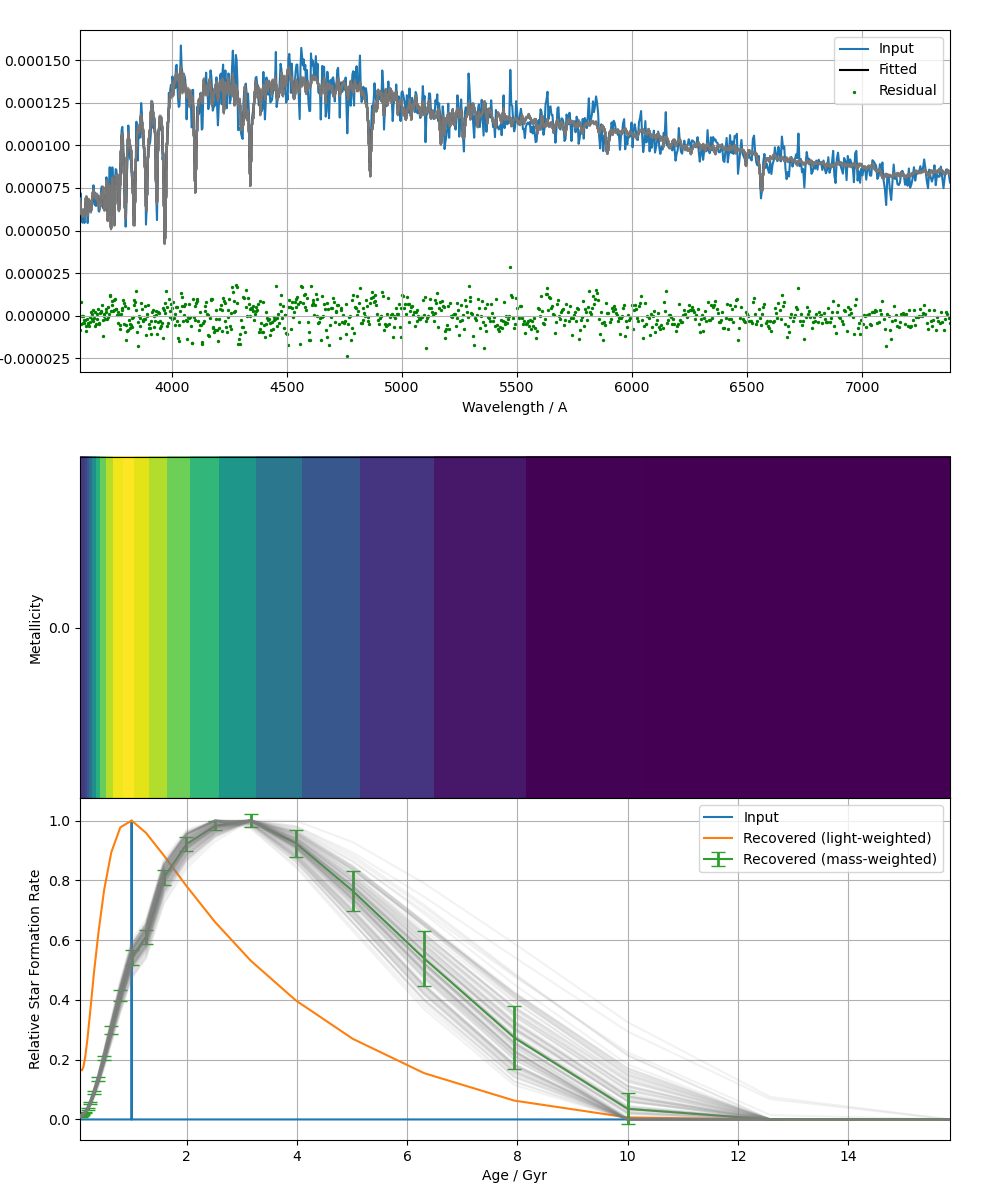 0.000150
0.000125
0.000100
0.000075
0.000050
0.000025
0.000000
-0.000025
Input
Fitted
Residual
4000 4500 5000 5500 6000 6500 7000
Wavelength / A
Metallicity
0.0
1.0
0.8
0.6
0.4
0.2
0.0
Relative Star Formation Rate
Input
Recovered (light-weighted)
Recovered (mass-weighted)
2 4 6 8 10 12 14
Age / Gyr